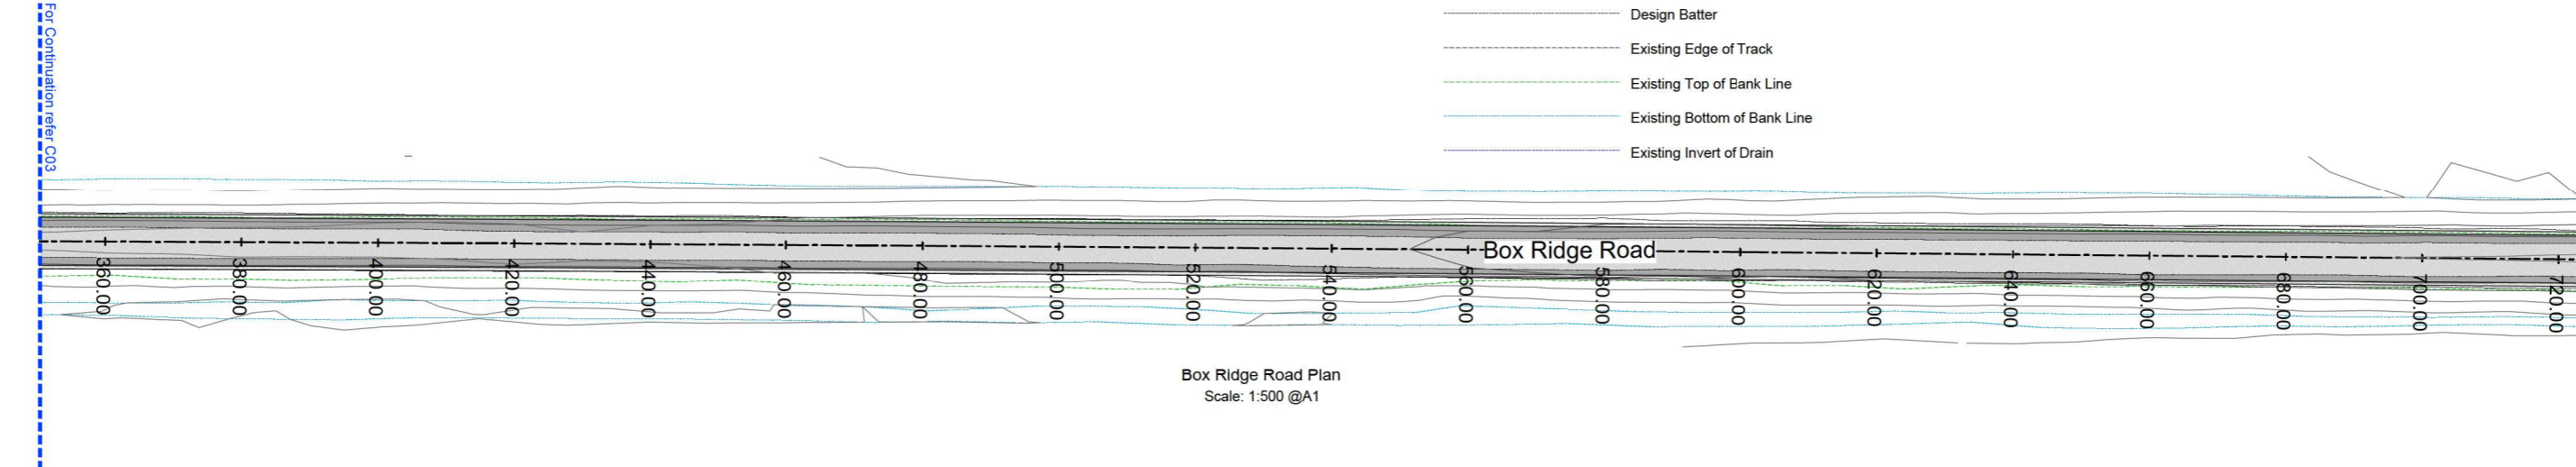 For Continuation refer C03
Design Batter
Existing Edge of Track
Existing Top of Bank Line
Existing Bottom of Bank Line
Existing Invert of Drain
Box Ridge Road
360.00
380.00
400.00
420.00
440.00
460.00
480.00
500.00
520.00
540.00
560.00
580.00
600.00
620.00
640.00
660.00
680.00
700.00
720.00
Box Ridge Road Plan
Scale: 1:500 @A1